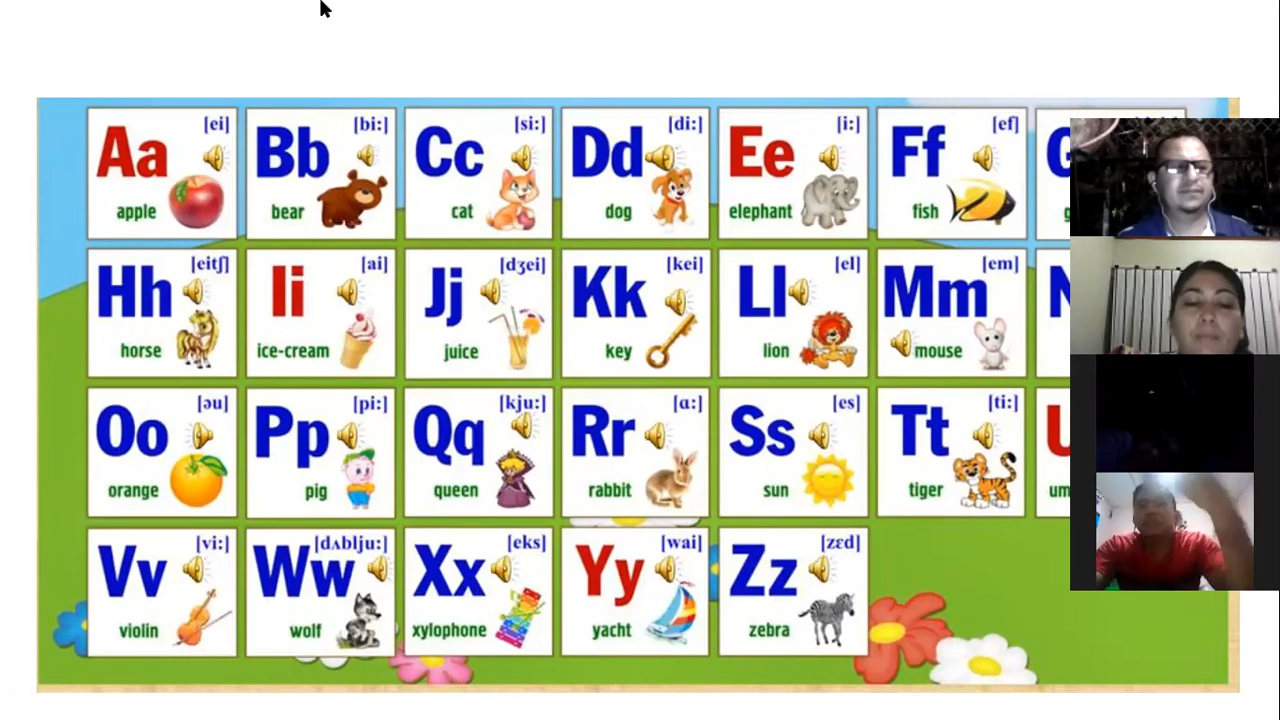 [ei] [bi:] [si:] [di:] [i:] [ef]
Aa Bb Cc Dd Ee Ff G
apple bear cat dog elephant fish g
[eitʃ] [ai] [dʒei] [kei] [el] [em]
Hh Ii Jj Kk Ll Mm N
horse ice-cream juice key lion mouse
[əu] [pi:] [kju:] [ɑ:] [es] [ti:]
Oo Pp Qq Rr Ss Tt U
orange pig queen rabbit sun tiger um
[vi:] [dʌblju:] [eks] [wai] [zɛd]
Vv Ww Xx Yy Zz
violin wolf xylophone yacht zebra